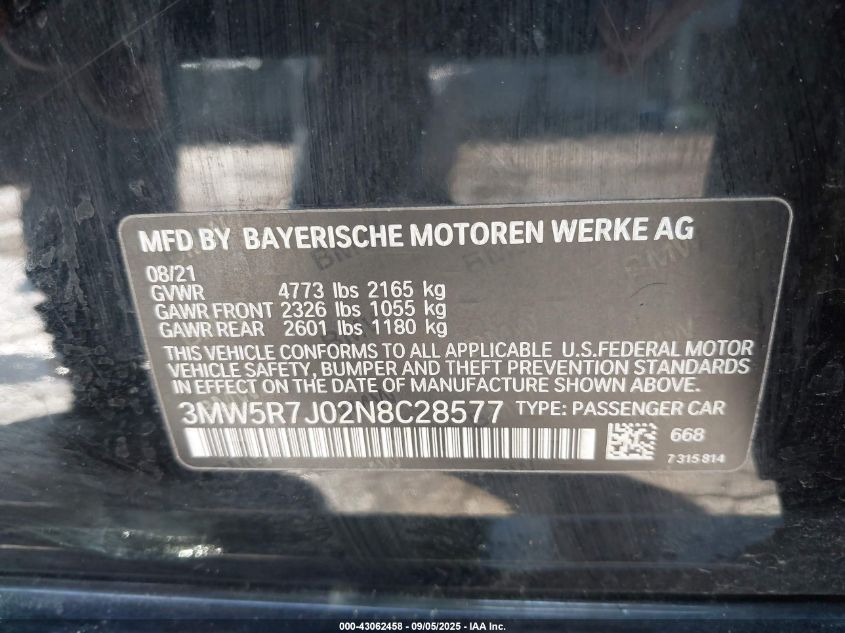 MFD BY BAYERISCHE MOTOREN WERKE AG
08/21
GVWR 4773 lbs 2165 kg
GAWR FRONT 2326 lbs 1055 kg
GAWR REAR 2601 lbs 1180 kg
THIS VEHICLE CONFORMS TO ALL APPLICABLE U.S.FEDERAL MOTOR
VEHICLE SAFETY, BUMPER AND THEFT PREVENTION STANDARDS
IN EFFECT ON THE DATE OF MANUFACTURE SHOWN ABOVE.
3MW5R7J02N8C28577 TYPE: PASSENGER CAR
668
7 315 814
000-43062458 - 09/05/2025 - IAA Inc.